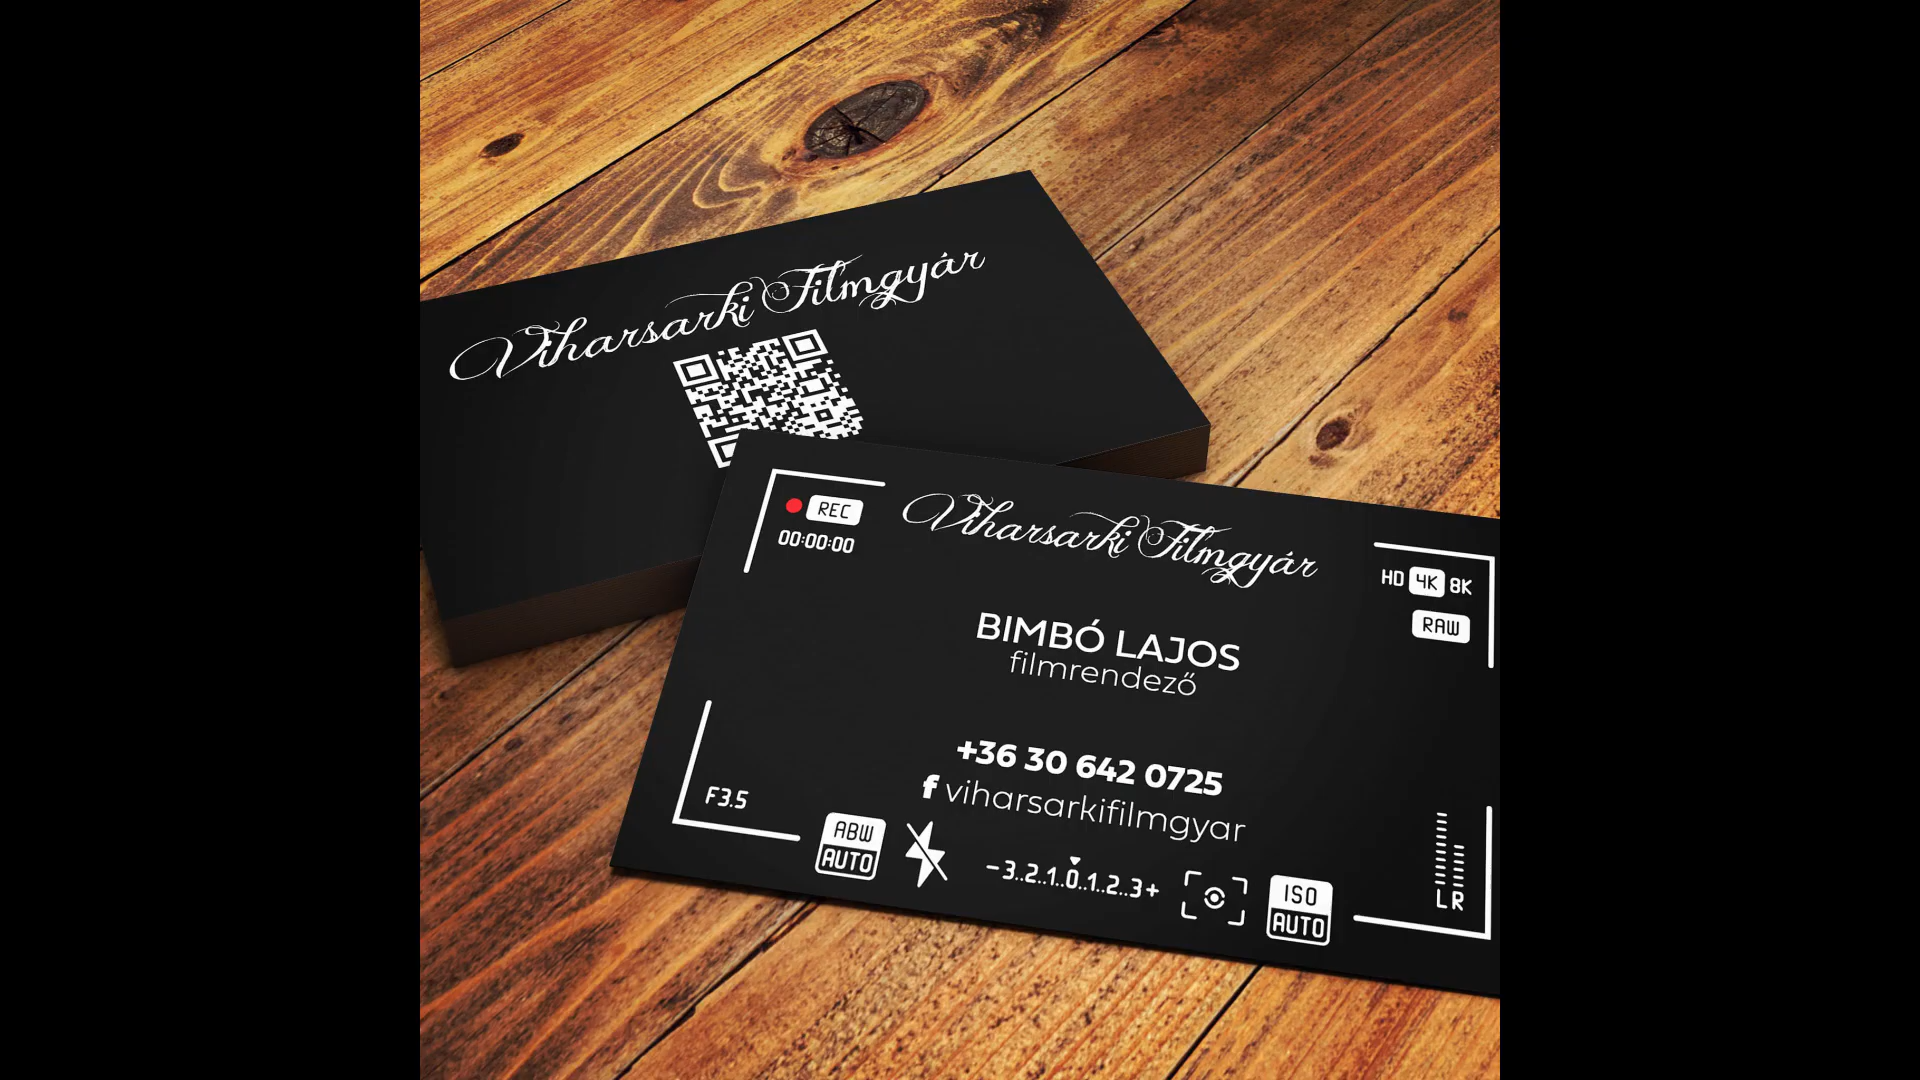 Viharsarki Filmgyár
REC
00:00:00
Viharsarki Filmgyár
HD 4K 8K
RAW
BIMBÓ LAJOS
filmrendező
+36 30 642 0725
f viharsarkifilmgyar
F3.5
ABW
AUTO
-3..2..1..0..1..2..3+
ISO
AUTO
L R